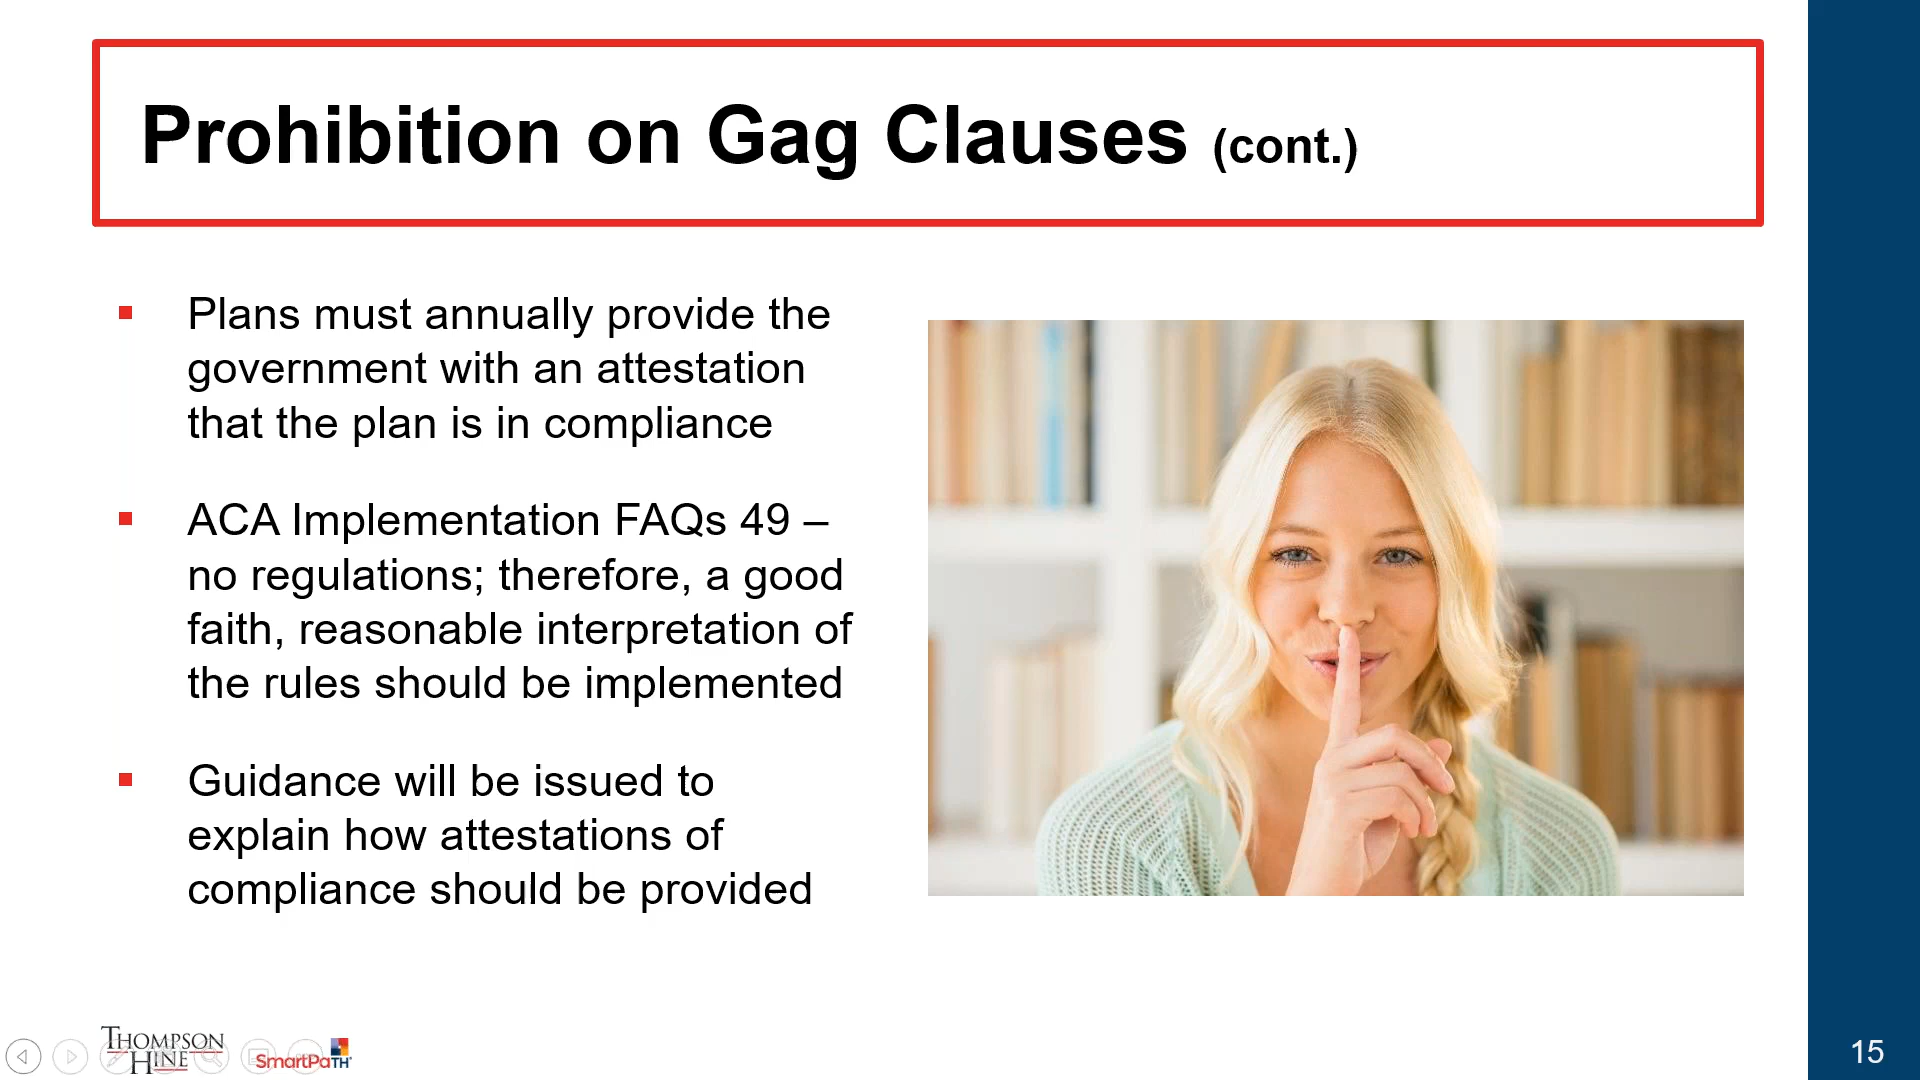 Prohibition on Gag Clauses (cont.)
▪ Plans must annually provide the
government with an attestation
that the plan is in compliance
▪ ACA Implementation FAQs 49 –
no regulations; therefore, a good
faith, reasonable interpretation of
the rules should be implemented
▪ Guidance will be issued to
explain how attestations of
compliance should be provided
THOMPSON
HINE
SmartPaTH
15